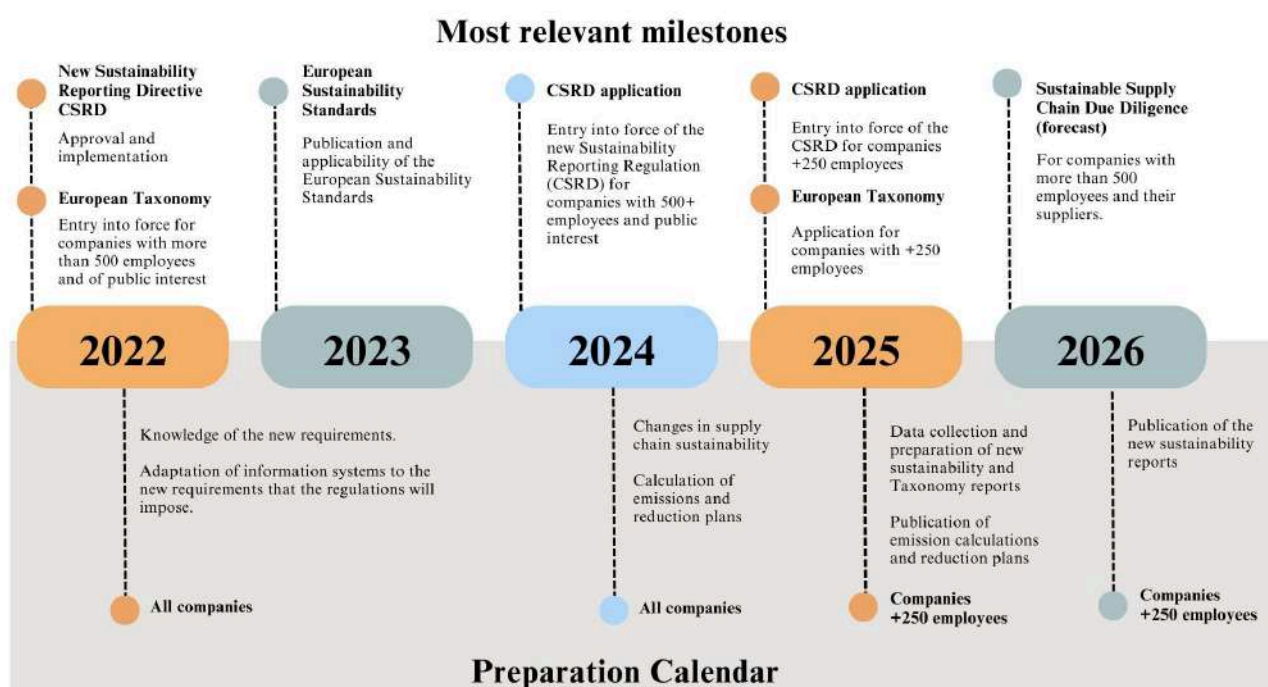 Most relevant milestones
New Sustainability
Reporting Directive
CSRD
Approval and
implementation
European Taxonomy
Entry into force for
companies with more
than 500 employees
and of public interest
European
Sustainability
Standards
Publication and
applicability of the
European Sustainability
Standards
CSRD application
Entry into force of the
new Sustainability
Reporting Regulation
(CSRD) for
companies with 500+
employees and public
interest
CSRD application
Entry into force of the
CSRD for companies
+250 employees
European Taxonomy
Application for
companies with +250
employees
Sustainable Supply
Chain Due Diligence
(forecast)
For companies with
more than 500
employees and their
suppliers.
2022
2023
2024
2025
2026
Knowledge of the new requirements.
Adaptation of information systems to the
new requirements that the regulations will
impose.
All companies
Changes in supply
chain sustainability
Calculation of
emissions and
reduction plans
All companies
Data collection and
preparation of new
sustainability and
Taxonomy reports
Publication of
emission calculations
and reduction plans
Companies
+250 employees
Publication of the
new sustainability
reports
Companies
+250 employees
Preparation Calendar